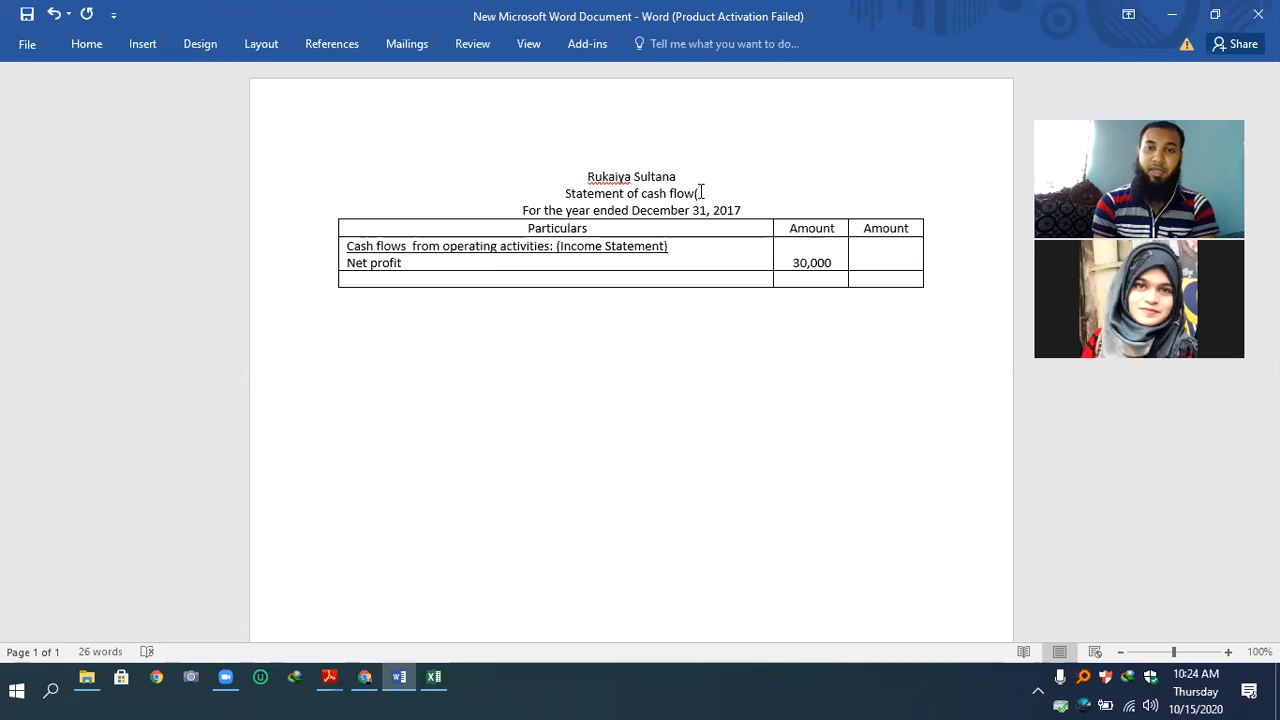 New Microsoft Word Document - Word (Product Activation Failed)
File Home Insert Design Layout References Mailings Review View Add-ins Tell me what you want to do... Share
Rukaiya Sultana
Statement of cash flow(
For the year ended December 31, 2017
Particulars Amount Amount
Cash flows  from operating activities: (Income Statement)
Net profit 30,000
Page 1 of 1 26 words 100%
10:24 AM
Thursday
10/15/2020